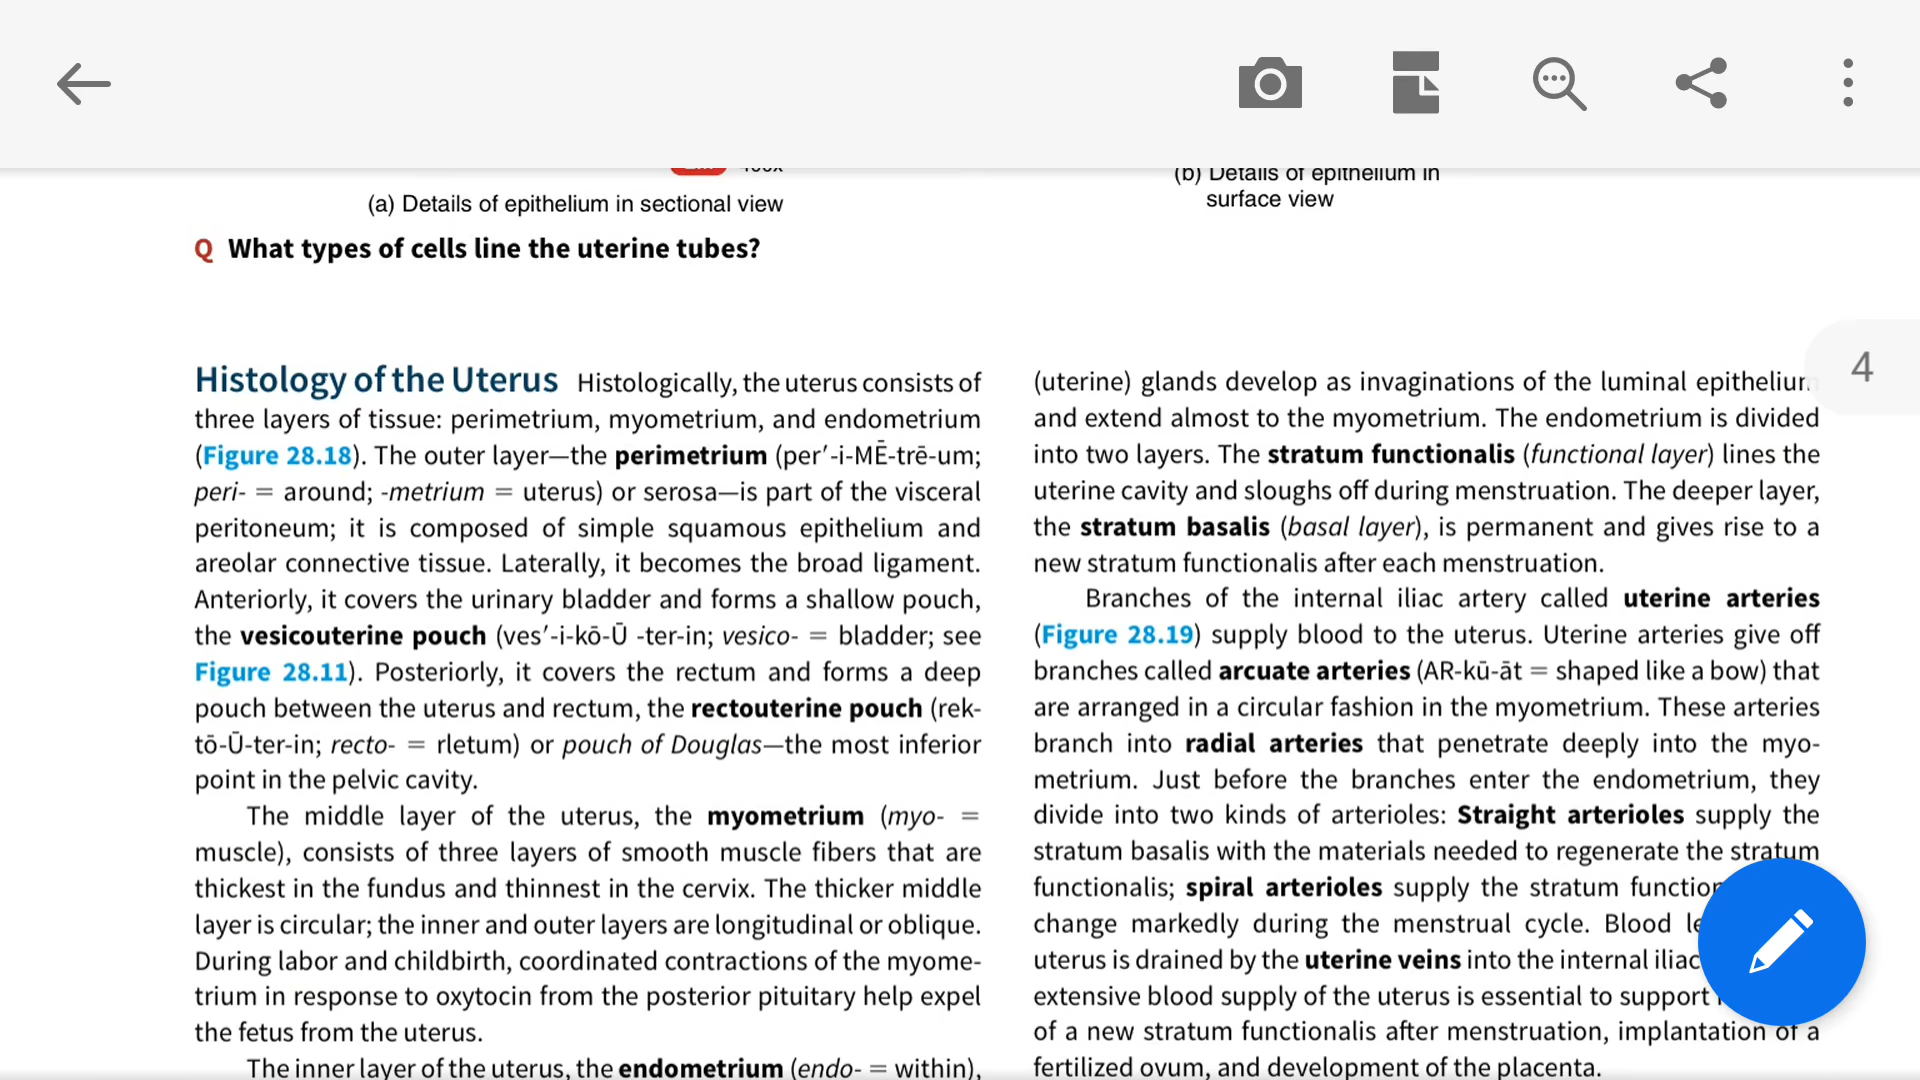 (a) Details of epithelium in sectional view
(b) Details of epithelium in
surface view
Q What types of cells line the uterine tubes?
4
Histology of the Uterus Histologically, the uterus consists of
three layers of tissue: perimetrium, myometrium, and endometrium
(Figure 28.18). The outer layer—the perimetrium (per′-i-MĒ-trē-um;
peri- = around; -metrium = uterus) or serosa—is part of the visceral
peritoneum; it is composed of simple squamous epithelium and
areolar connective tissue. Laterally, it becomes the broad ligament.
Anteriorly, it covers the urinary bladder and forms a shallow pouch,
the vesicouterine pouch (ves′-i-kō-Ū -ter-in; vesico- = bladder; see
Figure 28.11). Posteriorly, it covers the rectum and forms a deep
pouch between the uterus and rectum, the rectouterine pouch (rek-
tō-Ū-ter-in; recto- = rletum) or pouch of Douglas—the most inferior
point in the pelvic cavity.
The middle layer of the uterus, the myometrium (myo- =
muscle), consists of three layers of smooth muscle fibers that are
thickest in the fundus and thinnest in the cervix. The thicker middle
layer is circular; the inner and outer layers are longitudinal or oblique.
During labor and childbirth, coordinated contractions of the myome-
trium in response to oxytocin from the posterior pituitary help expel
the fetus from the uterus.
The inner layer of the uterus, the endometrium (endo- = within),
(uterine) glands develop as invaginations of the luminal epithelium
and extend almost to the myometrium. The endometrium is divided
into two layers. The stratum functionalis (functional layer) lines the
uterine cavity and sloughs off during menstruation. The deeper layer,
the stratum basalis (basal layer), is permanent and gives rise to a
new stratum functionalis after each menstruation.
Branches of the internal iliac artery called uterine arteries
(Figure 28.19) supply blood to the uterus. Uterine arteries give off
branches called arcuate arteries (AR-kū-āt = shaped like a bow) that
are arranged in a circular fashion in the myometrium. These arteries
branch into radial arteries that penetrate deeply into the myo-
metrium. Just before the branches enter the endometrium, they
divide into two kinds of arterioles: Straight arterioles supply the
stratum basalis with the materials needed to regenerate the stratum
functionalis; spiral arterioles supply the stratum
change markedly during the menstrual cycle. Blood
uterus is drained by the uterine veins into the internal iliac
extensive blood supply of the uterus is essential to support
of a new stratum functionalis after menstruation, implantation of a
fertilized ovum, and development of the placenta.